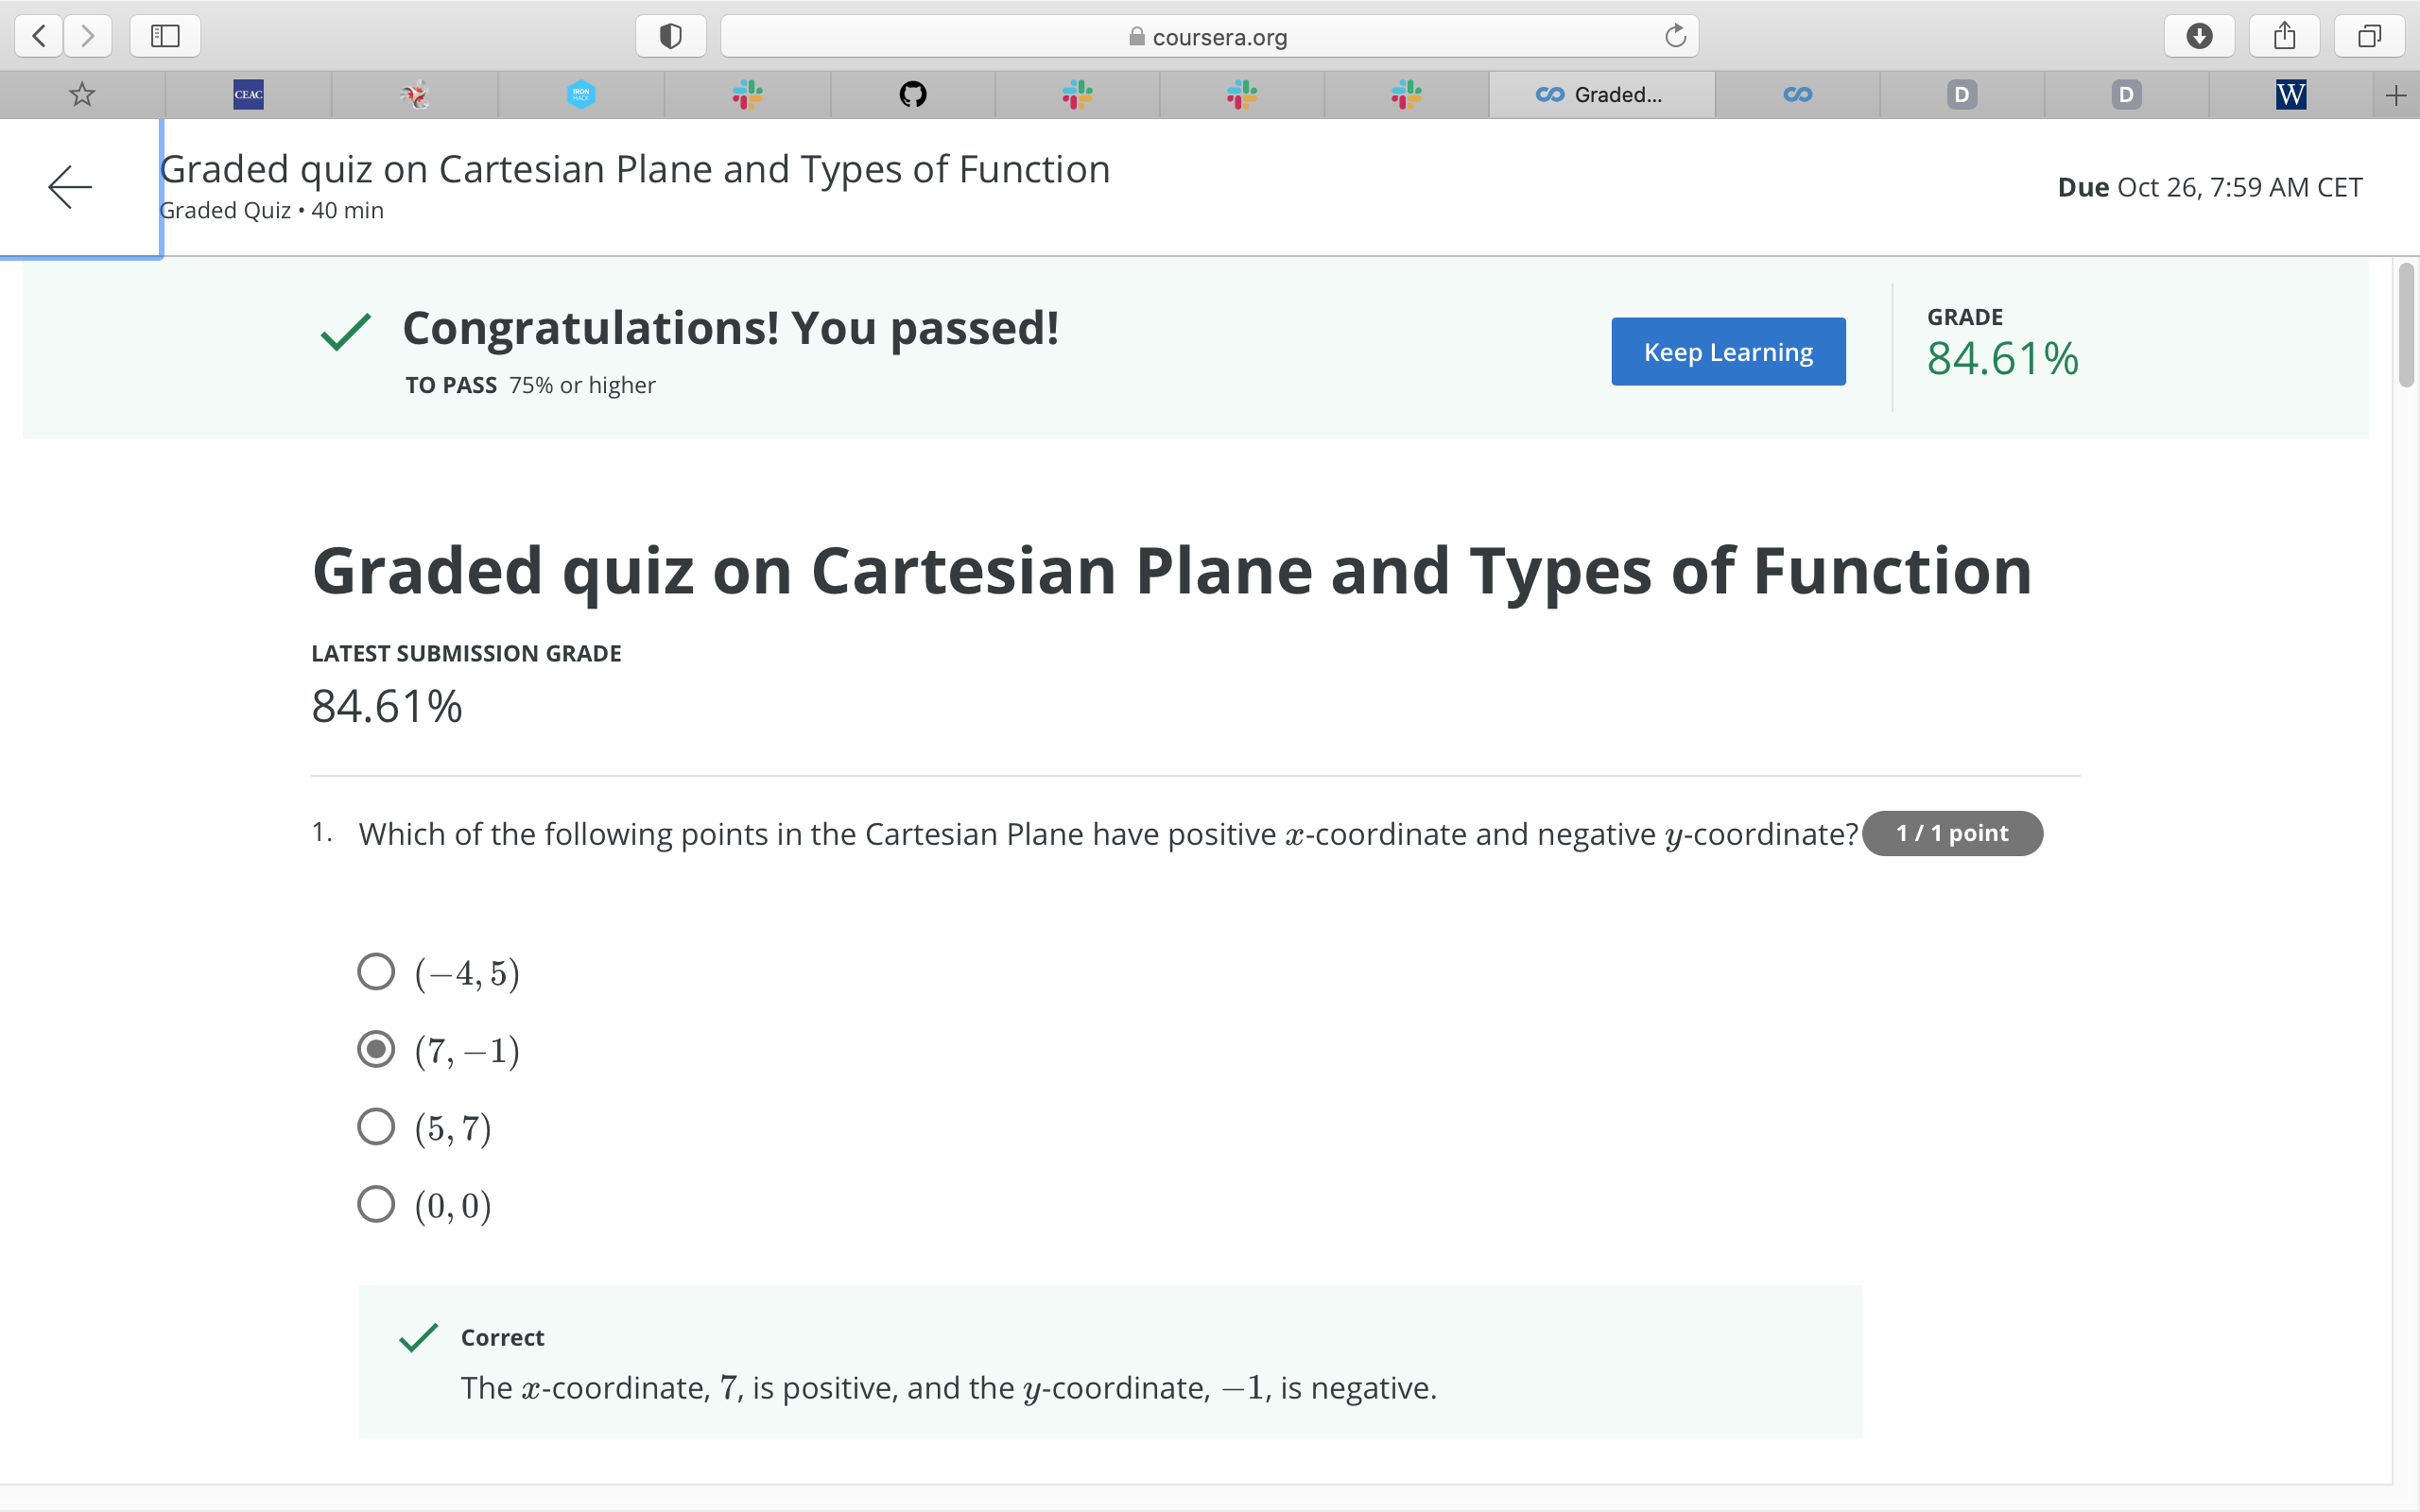 coursera.org
CEAC
IRON
HACK
Graded...
D
D
W
Graded quiz on Cartesian Plane and Types of Function
Graded Quiz • 40 min
Due Oct 26, 7:59 AM CET
Congratulations! You passed!
TO PASS 75% or higher
Keep Learning
GRADE
84.61%
Graded quiz on Cartesian Plane and Types of Function
LATEST SUBMISSION GRADE
84.61%
1. Which of the following points in the Cartesian Plane have positive x-coordinate and negative y-coordinate? 1 / 1 point
(−4, 5)
(7, −1)
(5, 7)
(0, 0)
Correct
The x-coordinate, 7, is positive, and the y-coordinate, −1, is negative.